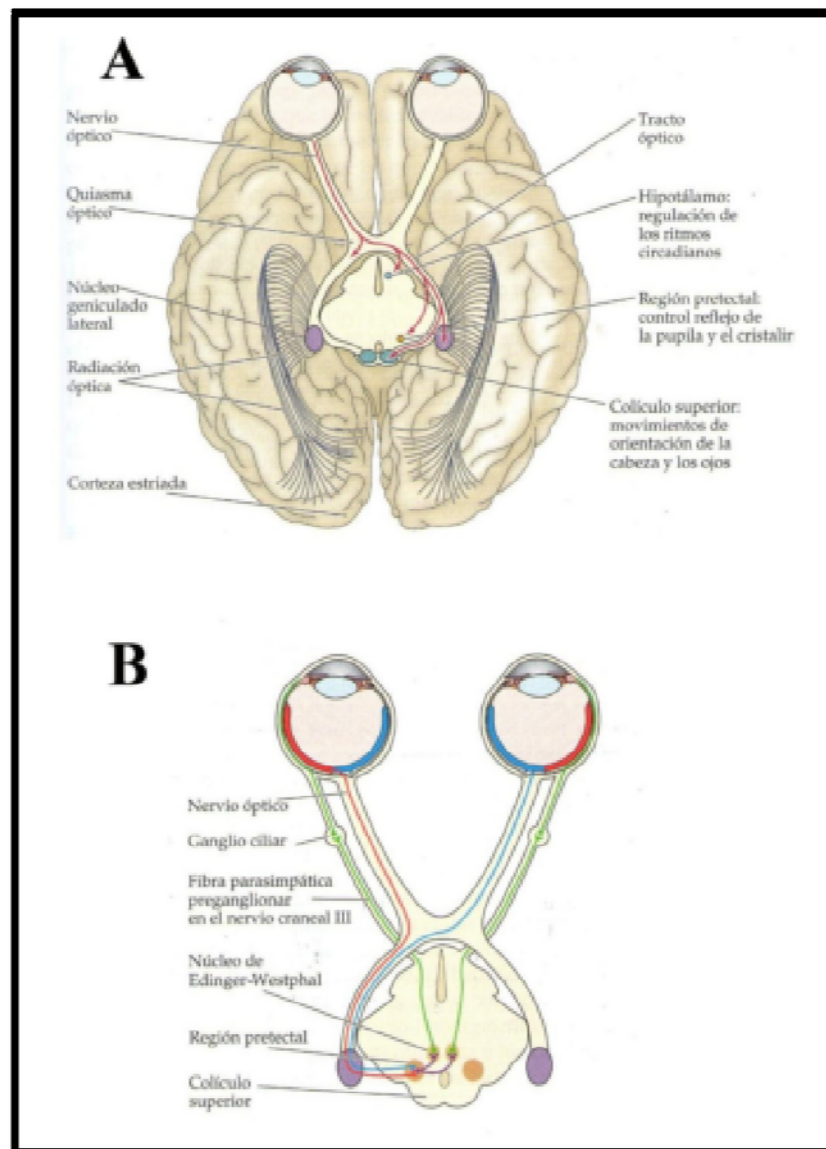 A
Nervio
óptico
Quiasma
óptico
Núcleo
geniculado
lateral
Radiación
óptica
Corteza estriada
Tracto
óptico
Hipotálamo:
regulación de
los ritmos
circadianos
Región pretectal:
control reflejo de
la pupila y el cristalir
Colículo superior:
movimientos de
orientación de la
cabeza y los ojos
B
Nervio óptico
Ganglio ciliar
Fibra parasimpática
preganglionar
en el nervio craneal III
Núcleo de
Edinger-Westphal
Región pretectal
Colículo
superior